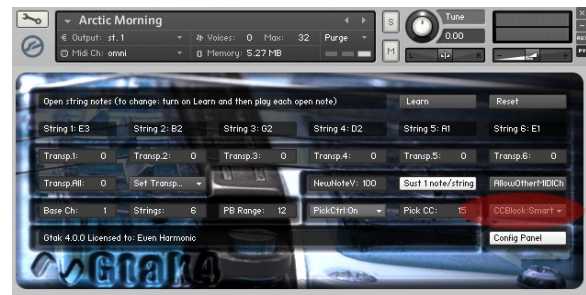 Arctic Morning
Output: st.1 Voices: 0 Max: 32 Purge
Midi Ch: omni Memory: 5.27 MB
S
M
Tune
0.00
L R
Open string notes (to change: turn on Learn and then play each open note) Learn Reset
String 1: E3 String 2: B2 String 3: G2 String 4: D2 String 5: A1 String 6: E1
Transp.1: 0 Transp.2: 0 Transp.3: 0 Transp.4: 0 Transp.5: 0 Transp.6: 0
Transp.All: 0 Set Transp... NewNoteV: 100 Sust 1 note/string AllowOtherMIDICh
Base Ch: 1 Strings: 6 PB Range: 12 PickCtrl:On Pick CC: 15 CCBlock:Smart
Gtak 4.0.0 Licensed to: Euen Harmonic Config Panel
Gtak4